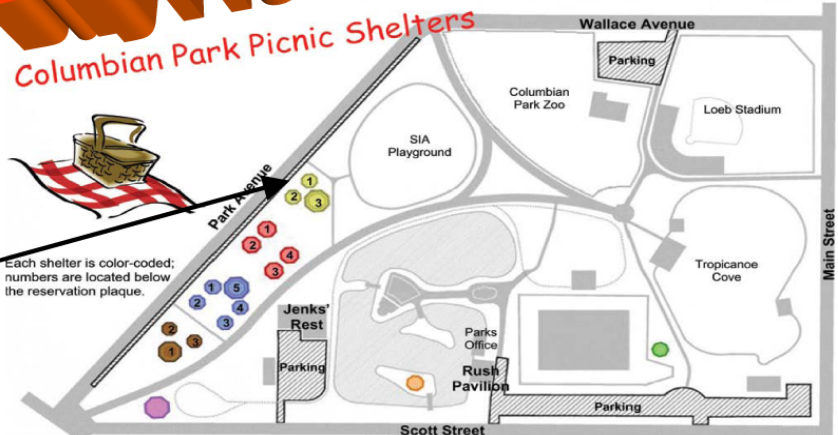 Columbian Park Picnic Shelters
Wallace Avenue
Parking
Columbian
Park Zoo
Loeb Stadium
SIA
Playground
Park Avenue
1
2
3
1
2
4
3
Each shelter is color-coded;
numbers are located below
the reservation plaque.
1
5
2
4
3
2
3
1
Jenks'
Rest
Parking
Parks
Office
Rush
Pavilion
Tropicanoe
Cove
Main Street
Parking
Scott Street